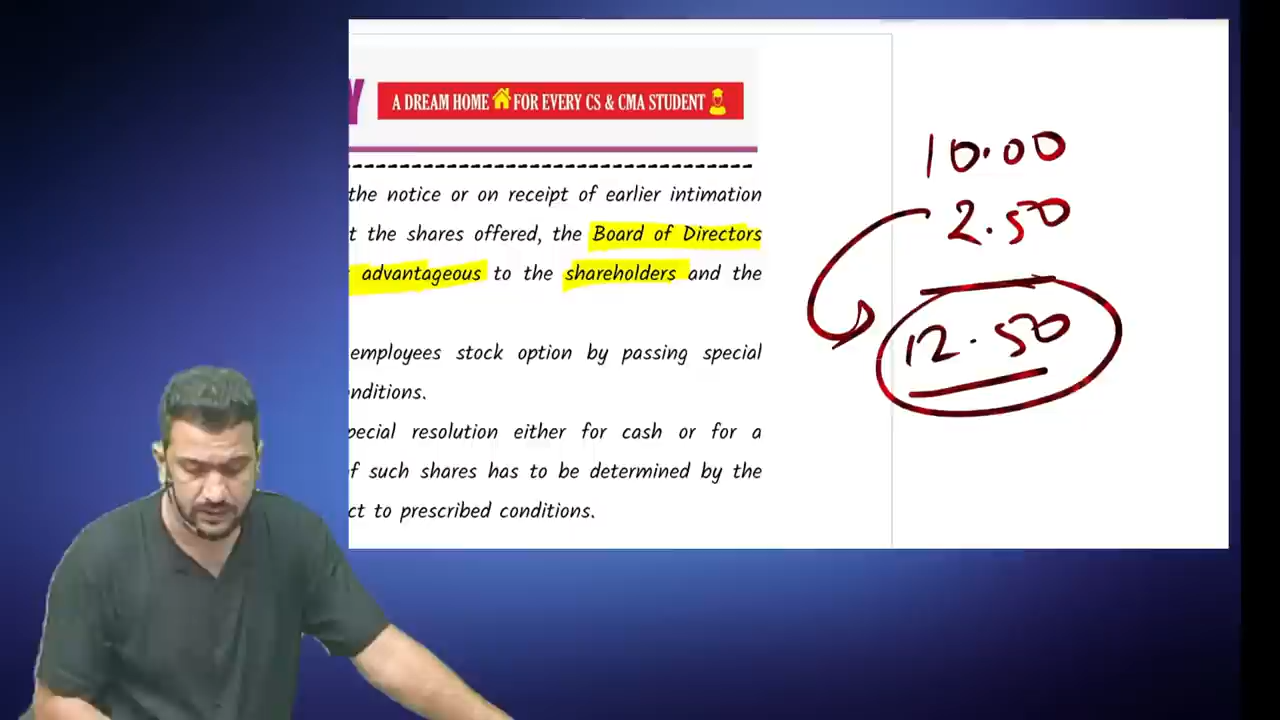 A DREAM HOME FOR EVERY CS & CMA STUDENT
the notice or on receipt of earlier intimation
the shares offered, the Board of Directors
advantageous to the shareholders and the
employees stock option by passing special
resolution either for cash or for a
such shares has to be determined by the
to prescribed conditions.
10.00
2.50
12.50